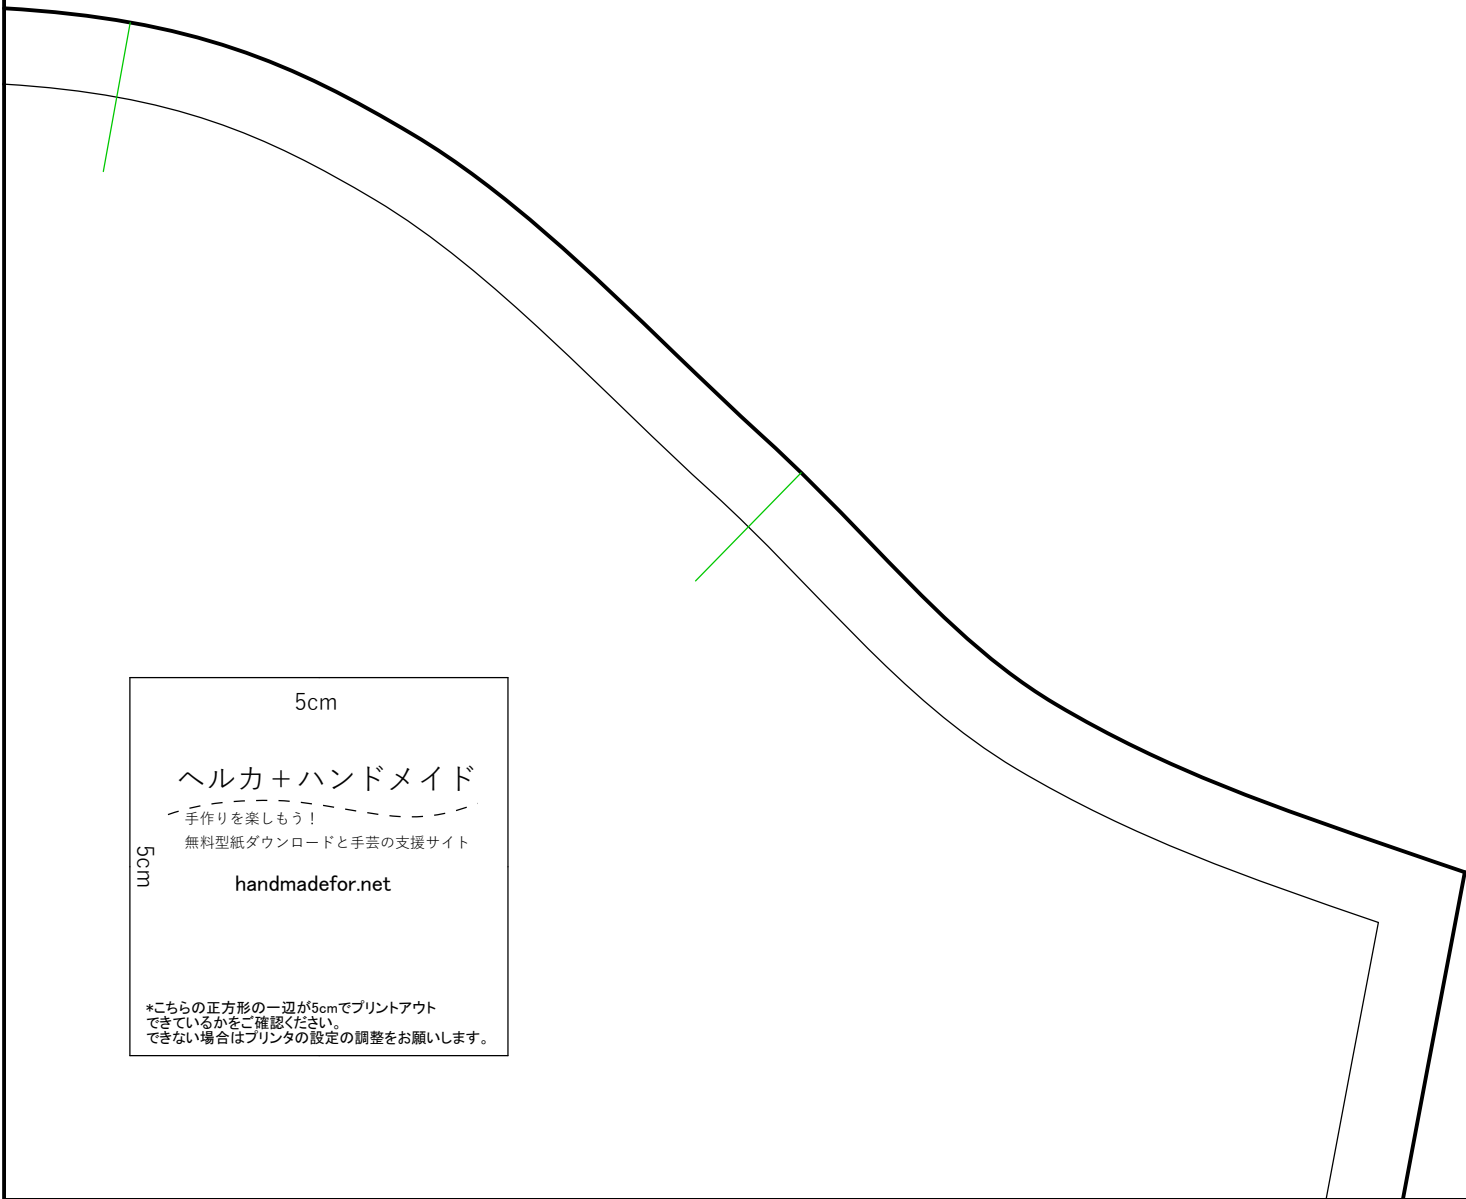 5cm
ヘルカ+ハンドメイド
手作りを楽しもう!
無料型紙ダウンロードと手芸の支援サイト
5cm
handmadefor.net
*こちらの正方形の一辺が5cmでプリントアウト
できているかをご確認ください。
できない場合はプリンタの設定の調整をお願いします。